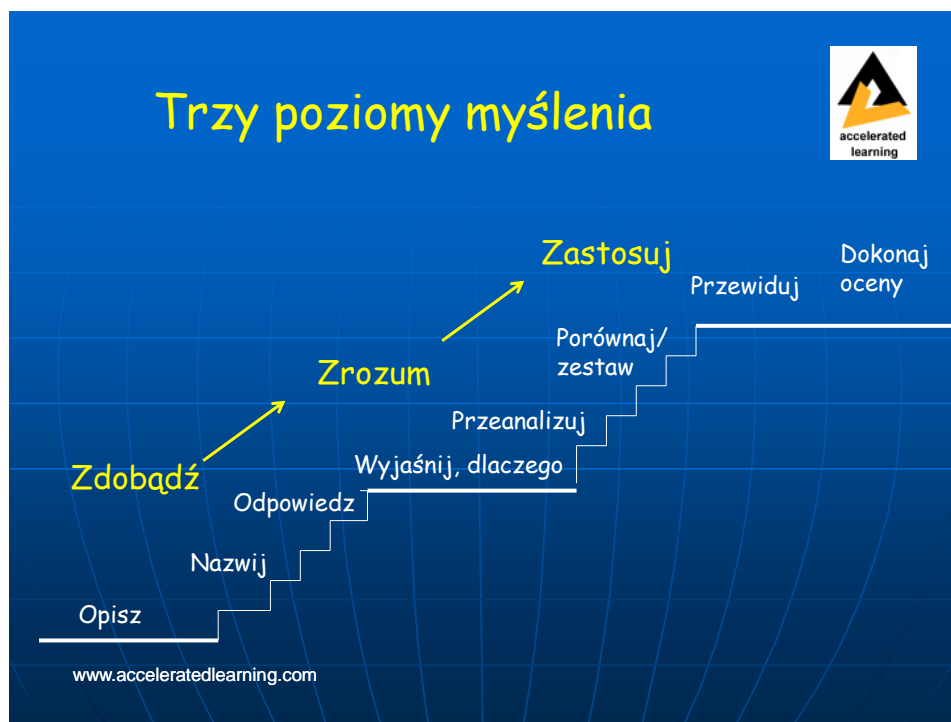 Trzy poziomy myślenia
accelerated
learning
Zastosuj
Dokonaj
oceny
Przewiduj
Porównaj/
zestaw
Zrozum
Przeanalizuj
Wyjaśnij, dlaczego
Zdobądź
Odpowiedz
Nazwij
Opisz
www.acceleratedlearning.com